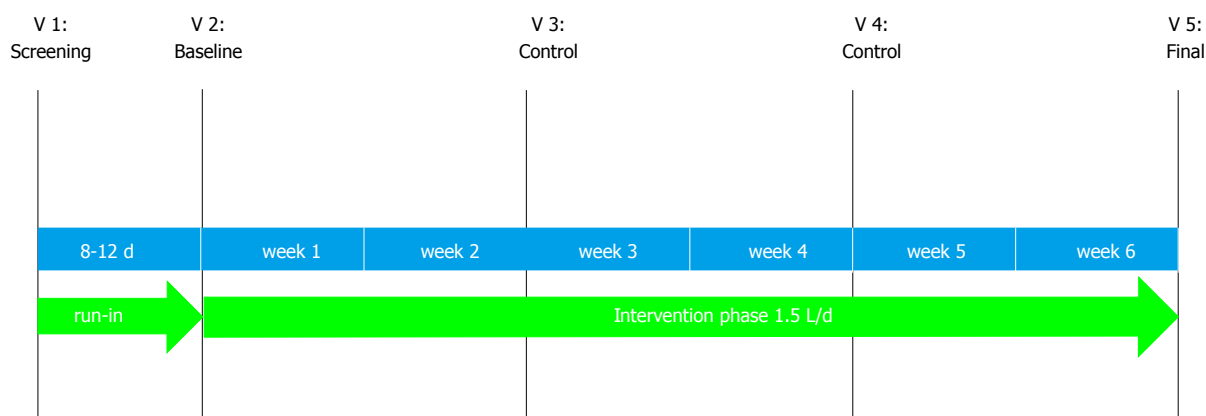 V 1:
Screening
V 2:
Baseline
V 3:
Control
V 4:
Control
V 5:
Final
8-12 d
week 1
week 2
week 3
week 4
week 5
week 6
run-in
Intervention phase 1.5 L/d